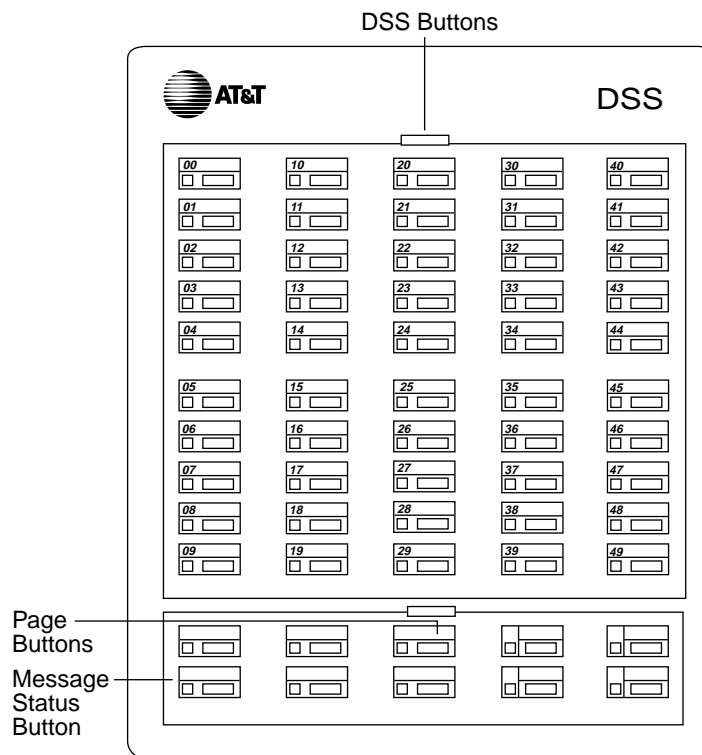 DSS Buttons
AT&T
DSS
00 10 20 30 40
01 11 21 31 41
02 12 22 32 42
03 13 23 33 43
04 14 24 34 44
05 15 25 35 45
06 16 26 36 46
07 17 27 37 47
08 18 28 38 48
09 19 29 39 49
Page
Buttons
Message
Status
Button